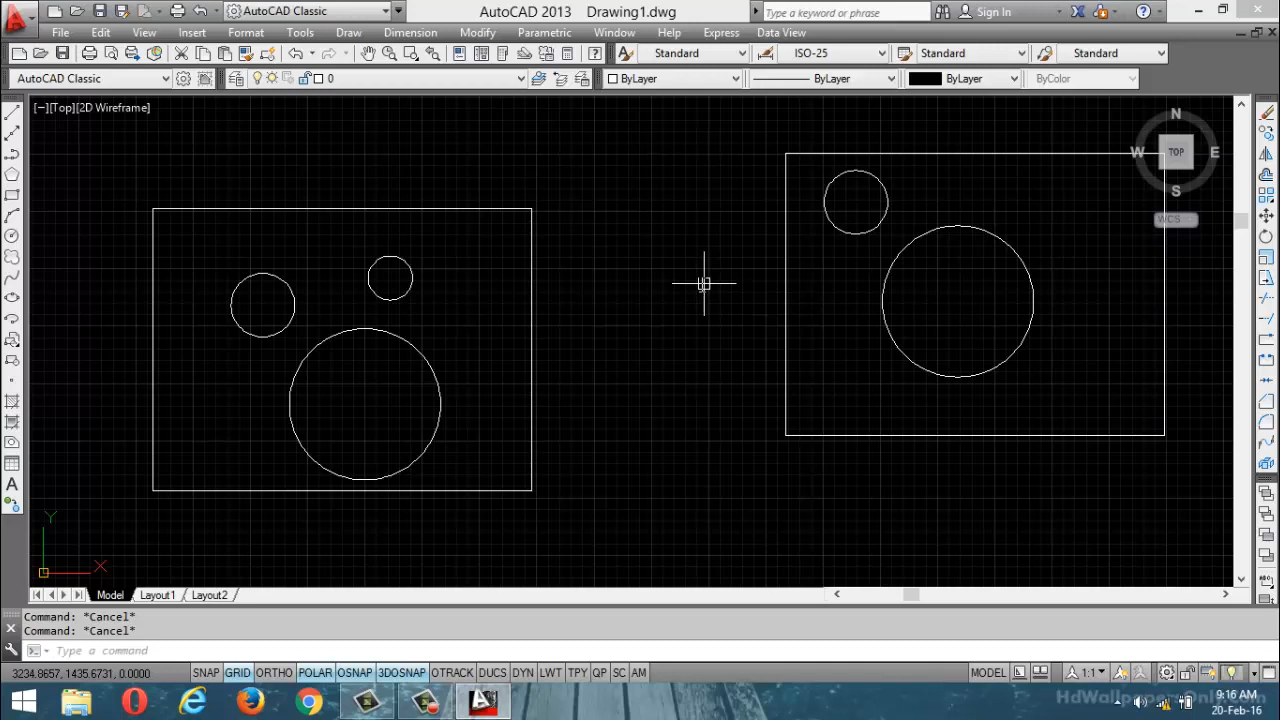 AutoCAD Classic
AutoCAD 2013 Drawing1.dwg
Type a keyword or phrase
Sign In
File Edit View Insert Format Tools Draw Dimension Modify Parametric Window Help Express Data View
Standard
ISO-25
Standard
Standard
AutoCAD Classic
0
ByLayer
ByLayer
ByLayer
ByColor
[−][Top][2D Wireframe]
N
W TOP E
S
WCS
Y
X
A
Model Layout1 Layout2
Command: *Cancel*
Command: *Cancel*
Type a command
3234.8657, 1435.6731, 0.0000 SNAP GRID ORTHO POLAR OSNAP 3DOSNAP OTRACK DUCS DYN LWT TPY QP SC AM MODEL 1:1
HdWallpapersOnly.com
9:16 AM
20-Feb-16